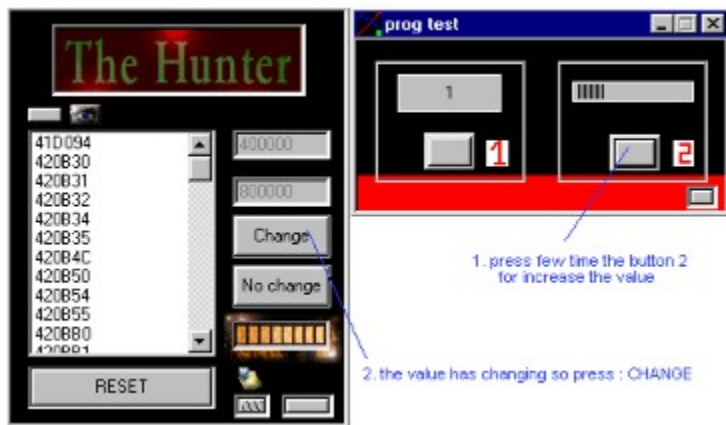 The Hunter
41D094
420B30
420B31
420B32
420B34
420B35
420B4C
420B50
420B54
420B55
420BB0
420BB1
400000
800000
Change
No change
RESET
prog test
1
1
2
1. press few time the button 2
for increase the value
2. the value has changing so press : CHANGE